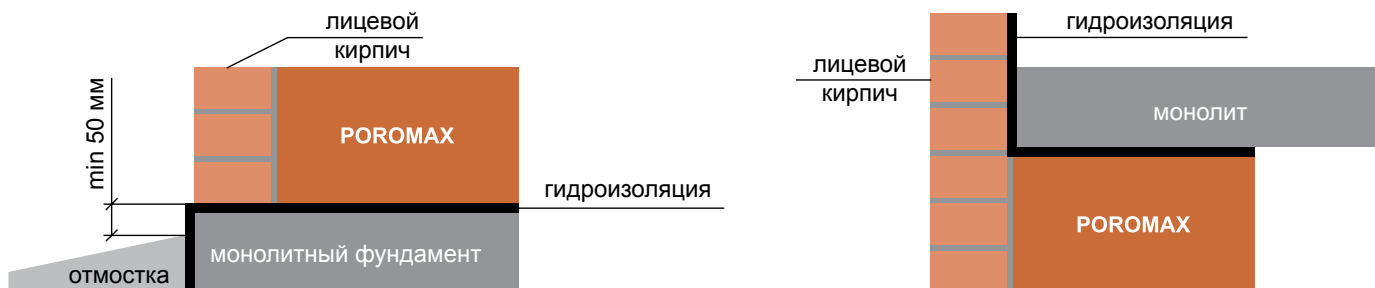 лицевой
кирпич
min 50 мм
POROMAX
гидроизоляция
монолитный фундамент
отмостка
гидроизоляция
лицевой
кирпич
монолит
POROMAX